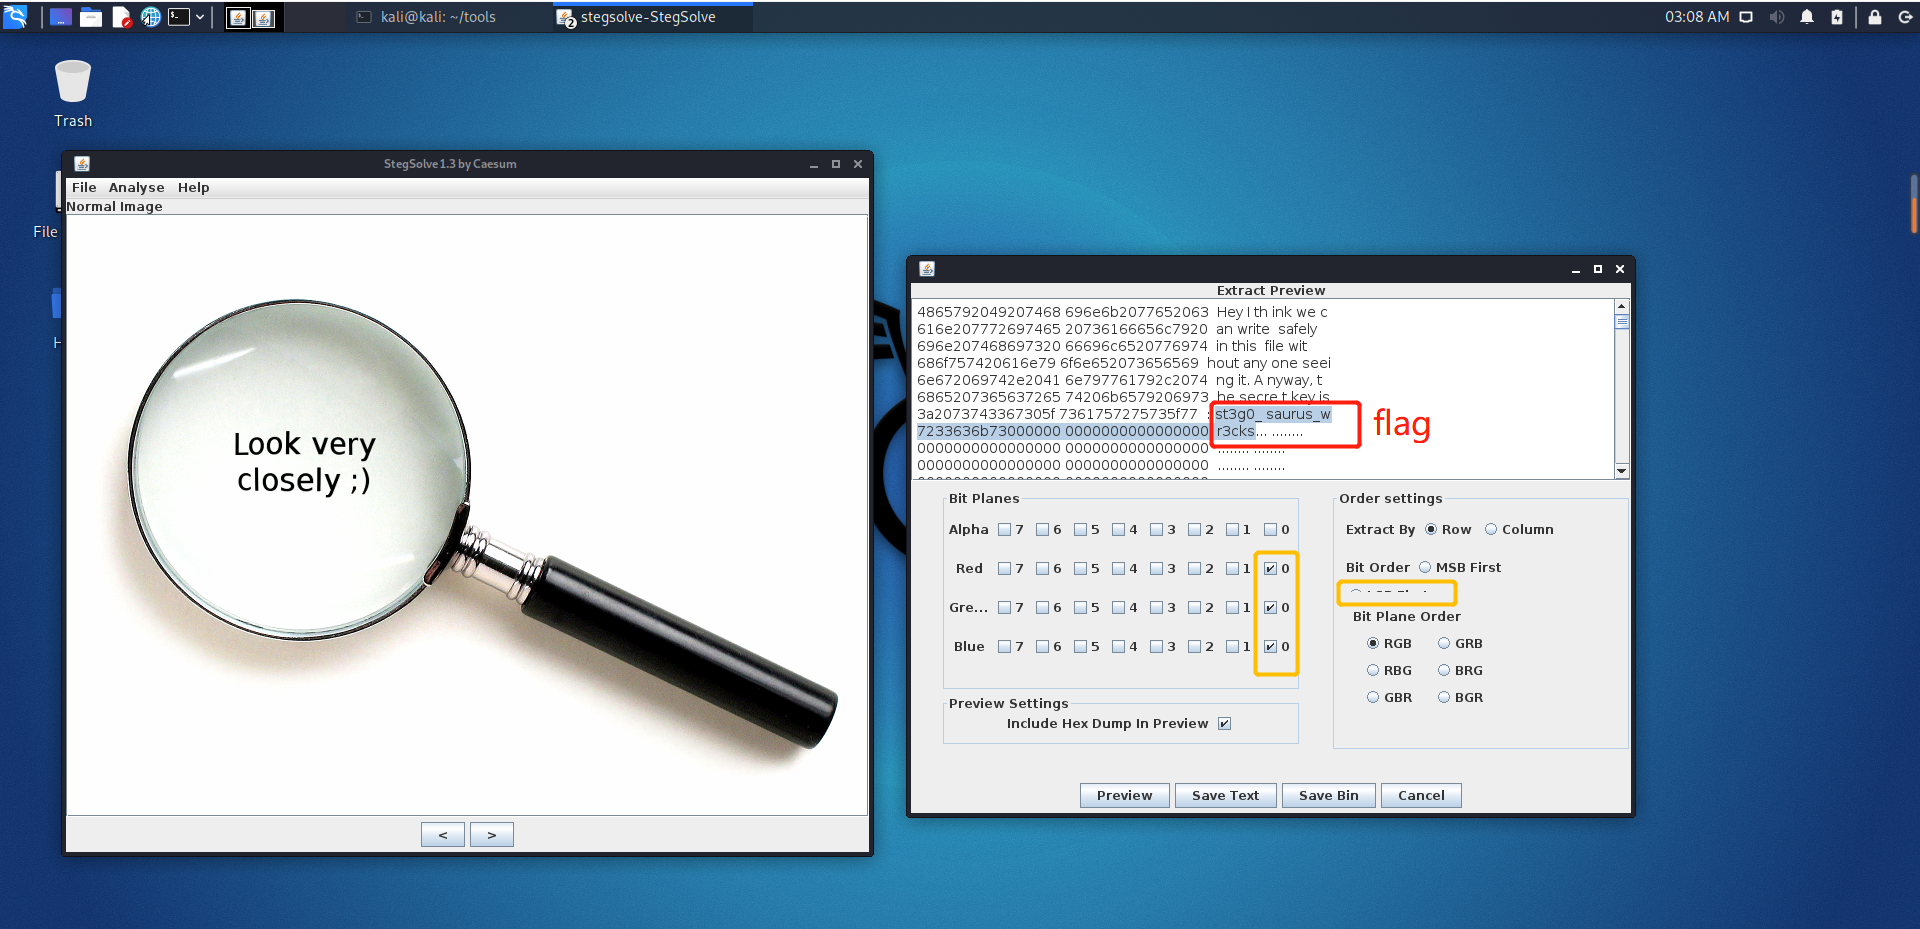 kali@kali: ~/tools
stegsolve-StegSolve
2
03:08 AM
Trash
File
H
StegSolve 1.3 by Caesum
File Analyse Help
Normal Image
Look very
closely ;)
< >
Extract Preview
4865792049207468 696e6b2077652063 Hey I th ink we c
616e207772697465 20736166656c7920 an write safely
696e207468697320 66696c6520776974 in this file wit
686f757420616e79 6f6e652073656569 hout any one seei
6e672069742e2041 6e797761792c2074 ng it. A nyway, t
6865207365637265 74206b6579206973 he secre t key is
3a2073743367305f 7361757275735f77 : st3g0_ saurus_w
7233636b73000000 0000000000000000 r3cks... ........
0000000000000000 0000000000000000 ........ ........
0000000000000000 0000000000000000 ........ ........
flag
Bit Planes
Alpha 7 6 5 4 3 2 1 0
Red 7 6 5 4 3 2 1 0
Gre... 7 6 5 4 3 2 1 0
Blue 7 6 5 4 3 2 1 0
Preview Settings
Include Hex Dump In Preview
Order settings
Extract By Row Column
Bit Order MSB First
Bit Plane Order
RGB GRB
RBG BRG
GBR BGR
Preview Save Text Save Bin Cancel